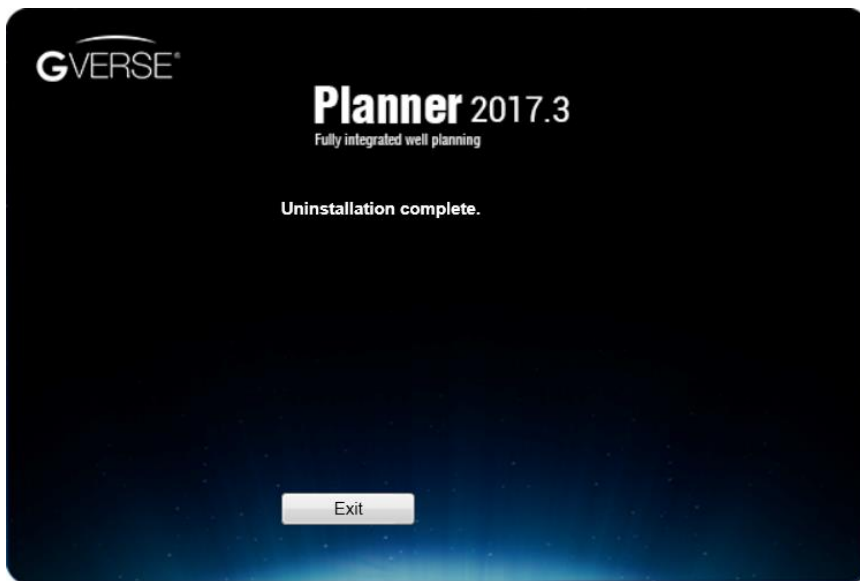 GVERSE®
Planner 2017.3
Fully integrated well planning
Uninstallation complete.
Exit